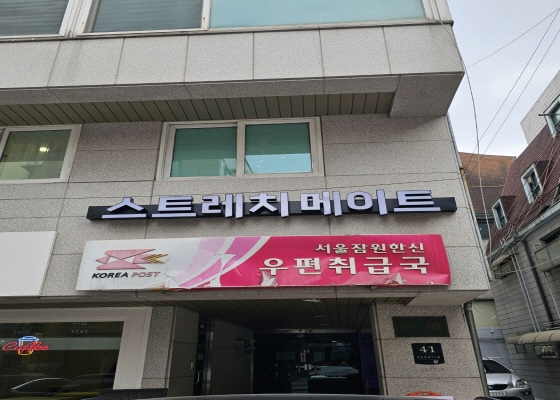 스트레치메이트
KOREA POST
서울잠원한신
우편취급국
Coffee
41